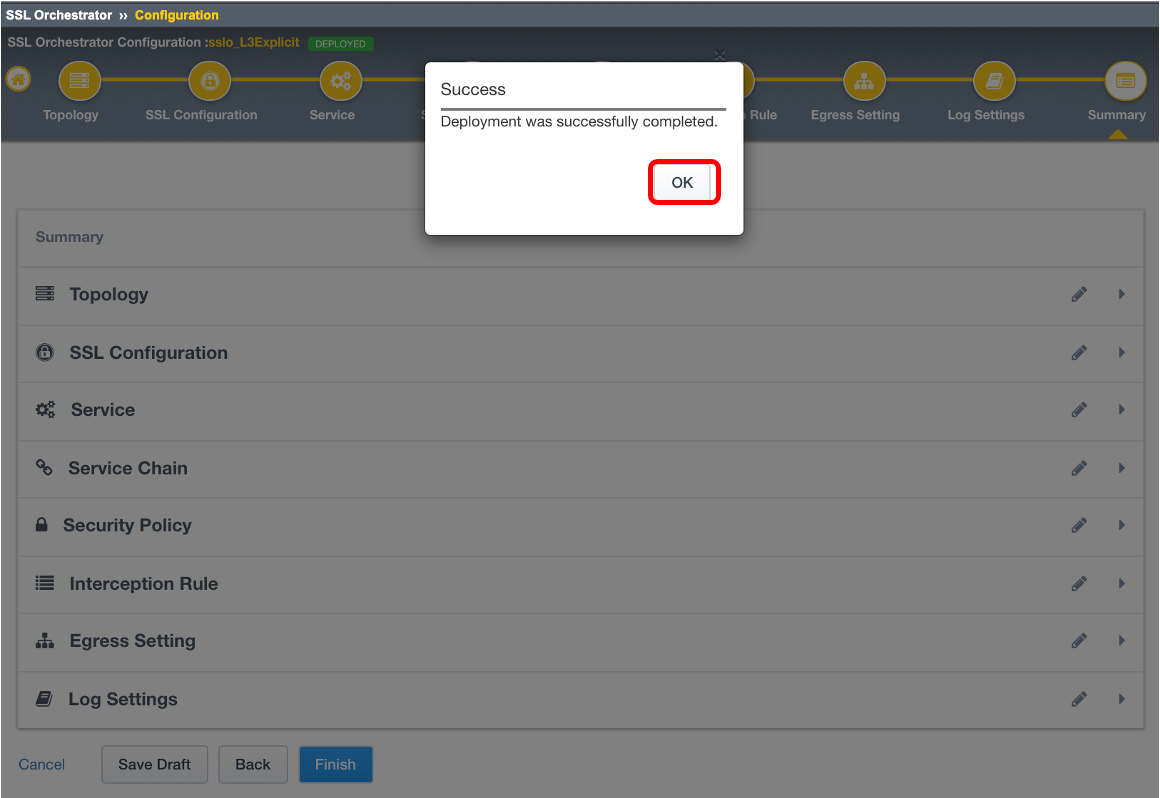 SSL Orchestrator ›› Configuration
SSL Orchestrator Configuration :sslo_L3Explicit DEPLOYED
Topology SSL Configuration Service Rule Egress Setting Log Settings Summary
Success
Deployment was successfully completed.
OK
Summary
Topology
SSL Configuration
Service
Service Chain
Security Policy
Interception Rule
Egress Setting
Log Settings
Cancel Save Draft Back Finish